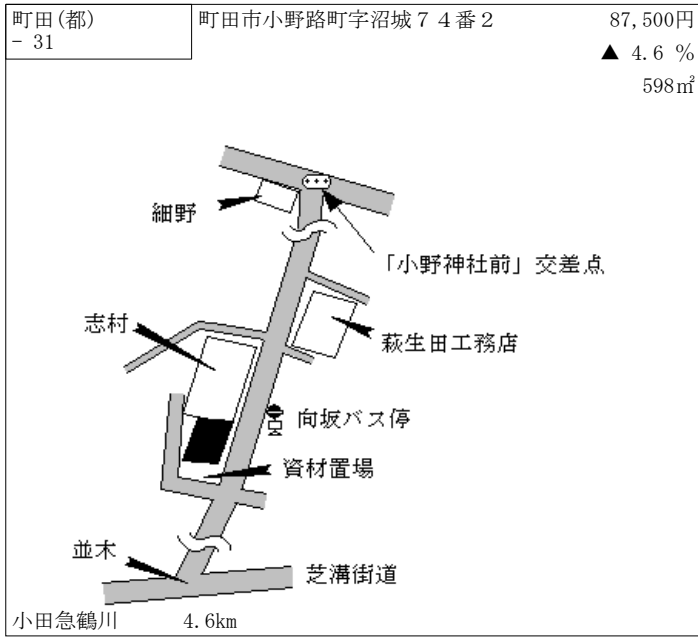 町田(都) 町田市小野路町字沼城74番2 87,500円
- 31 ▲ 4.6 %
598㎡
細野
「小野神社前」交差点
志村
萩生田工務店
向坂バス停
資材置場
並木
芝溝街道
小田急鶴川 4.6km